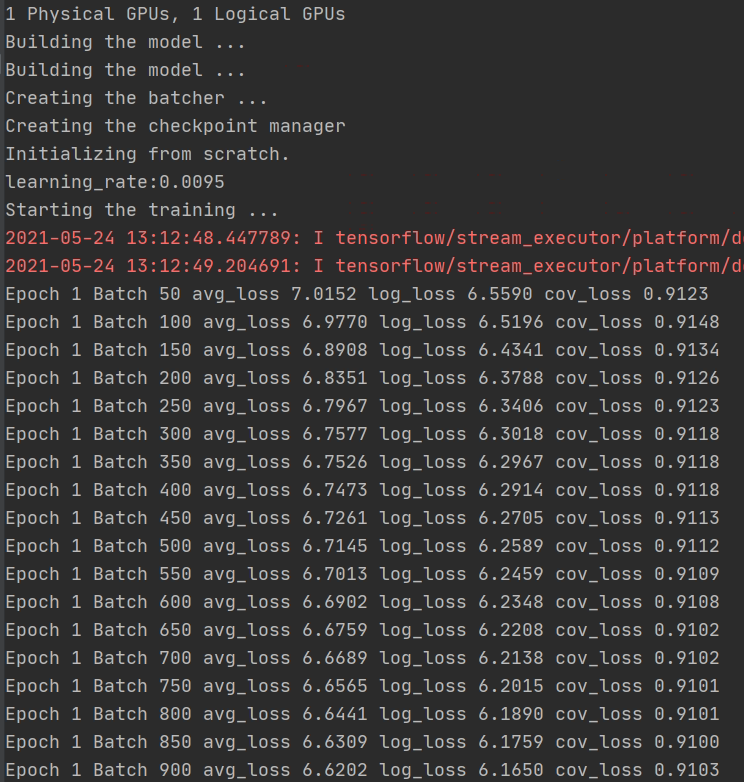 1 Physical GPUs, 1 Logical GPUs
Building the model ...
Building the model ...
Creating the batcher ...
Creating the checkpoint manager
Initializing from scratch.
learning_rate:0.0095
Starting the training ...
2021-05-24 13:12:48.447789: I tensorflow/stream_executor/platform/d
2021-05-24 13:12:49.204691: I tensorflow/stream_executor/platform/d
Epoch 1 Batch 50 avg_loss 7.0152 log_loss 6.5590 cov_loss 0.9123
Epoch 1 Batch 100 avg_loss 6.9770 log_loss 6.5196 cov_loss 0.9148
Epoch 1 Batch 150 avg_loss 6.8908 log_loss 6.4341 cov_loss 0.9134
Epoch 1 Batch 200 avg_loss 6.8351 log_loss 6.3788 cov_loss 0.9126
Epoch 1 Batch 250 avg_loss 6.7967 log_loss 6.3406 cov_loss 0.9123
Epoch 1 Batch 300 avg_loss 6.7577 log_loss 6.3018 cov_loss 0.9118
Epoch 1 Batch 350 avg_loss 6.7526 log_loss 6.2967 cov_loss 0.9118
Epoch 1 Batch 400 avg_loss 6.7473 log_loss 6.2914 cov_loss 0.9118
Epoch 1 Batch 450 avg_loss 6.7261 log_loss 6.2705 cov_loss 0.9113
Epoch 1 Batch 500 avg_loss 6.7145 log_loss 6.2589 cov_loss 0.9112
Epoch 1 Batch 550 avg_loss 6.7013 log_loss 6.2459 cov_loss 0.9109
Epoch 1 Batch 600 avg_loss 6.6902 log_loss 6.2348 cov_loss 0.9108
Epoch 1 Batch 650 avg_loss 6.6759 log_loss 6.2208 cov_loss 0.9102
Epoch 1 Batch 700 avg_loss 6.6689 log_loss 6.2138 cov_loss 0.9102
Epoch 1 Batch 750 avg_loss 6.6565 log_loss 6.2015 cov_loss 0.9101
Epoch 1 Batch 800 avg_loss 6.6441 log_loss 6.1890 cov_loss 0.9101
Epoch 1 Batch 850 avg_loss 6.6309 log_loss 6.1759 cov_loss 0.9100
Epoch 1 Batch 900 avg_loss 6.6202 log_loss 6.1650 cov_loss 0.9103